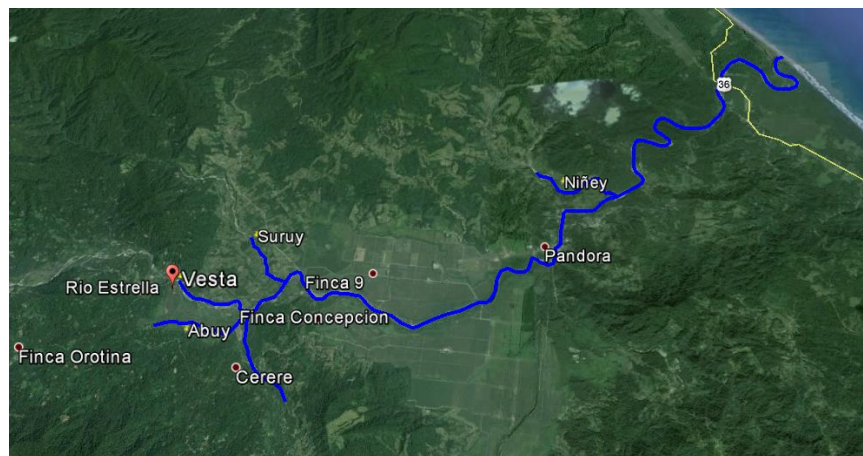 36
Niñey
Suruy
Pandora
Vesta
Finca 9
Rio Estrella
Finca Concepcion
Abuy
Finca Orotina
Cerere